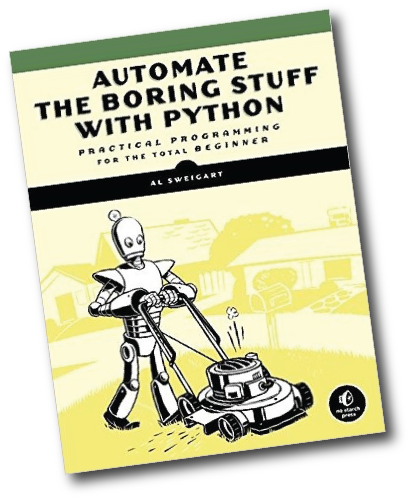 AUTOMATE
THE BORING STUFF
WITH PYTHON
PRACTICAL PROGRAMMING
FOR THE TOTAL BEGINNER
AL SWEIGART
no starch
press